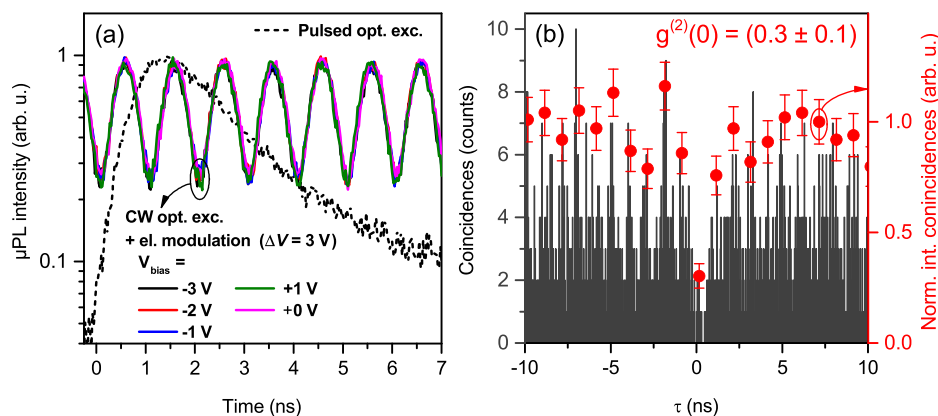 (a)
Pulsed opt. exc.
1
0.1
μPL intensity (arb. u.)
CW opt. exc.
+ el. modulation (ΔV = 3 V)
V_bias =
-3 V
+1 V
-2 V
+0 V
-1 V
0 1 2 3 4 5 6 7
Time (ns)
(b)
g(2)(0) = (0.3 ± 0.1)
10
8
6
4
2
0
Coincidences (counts)
1.0
0.5
0.0
Norm. int. conincidences (arb. u.)
-10 -5 0 5 10
τ (ns)